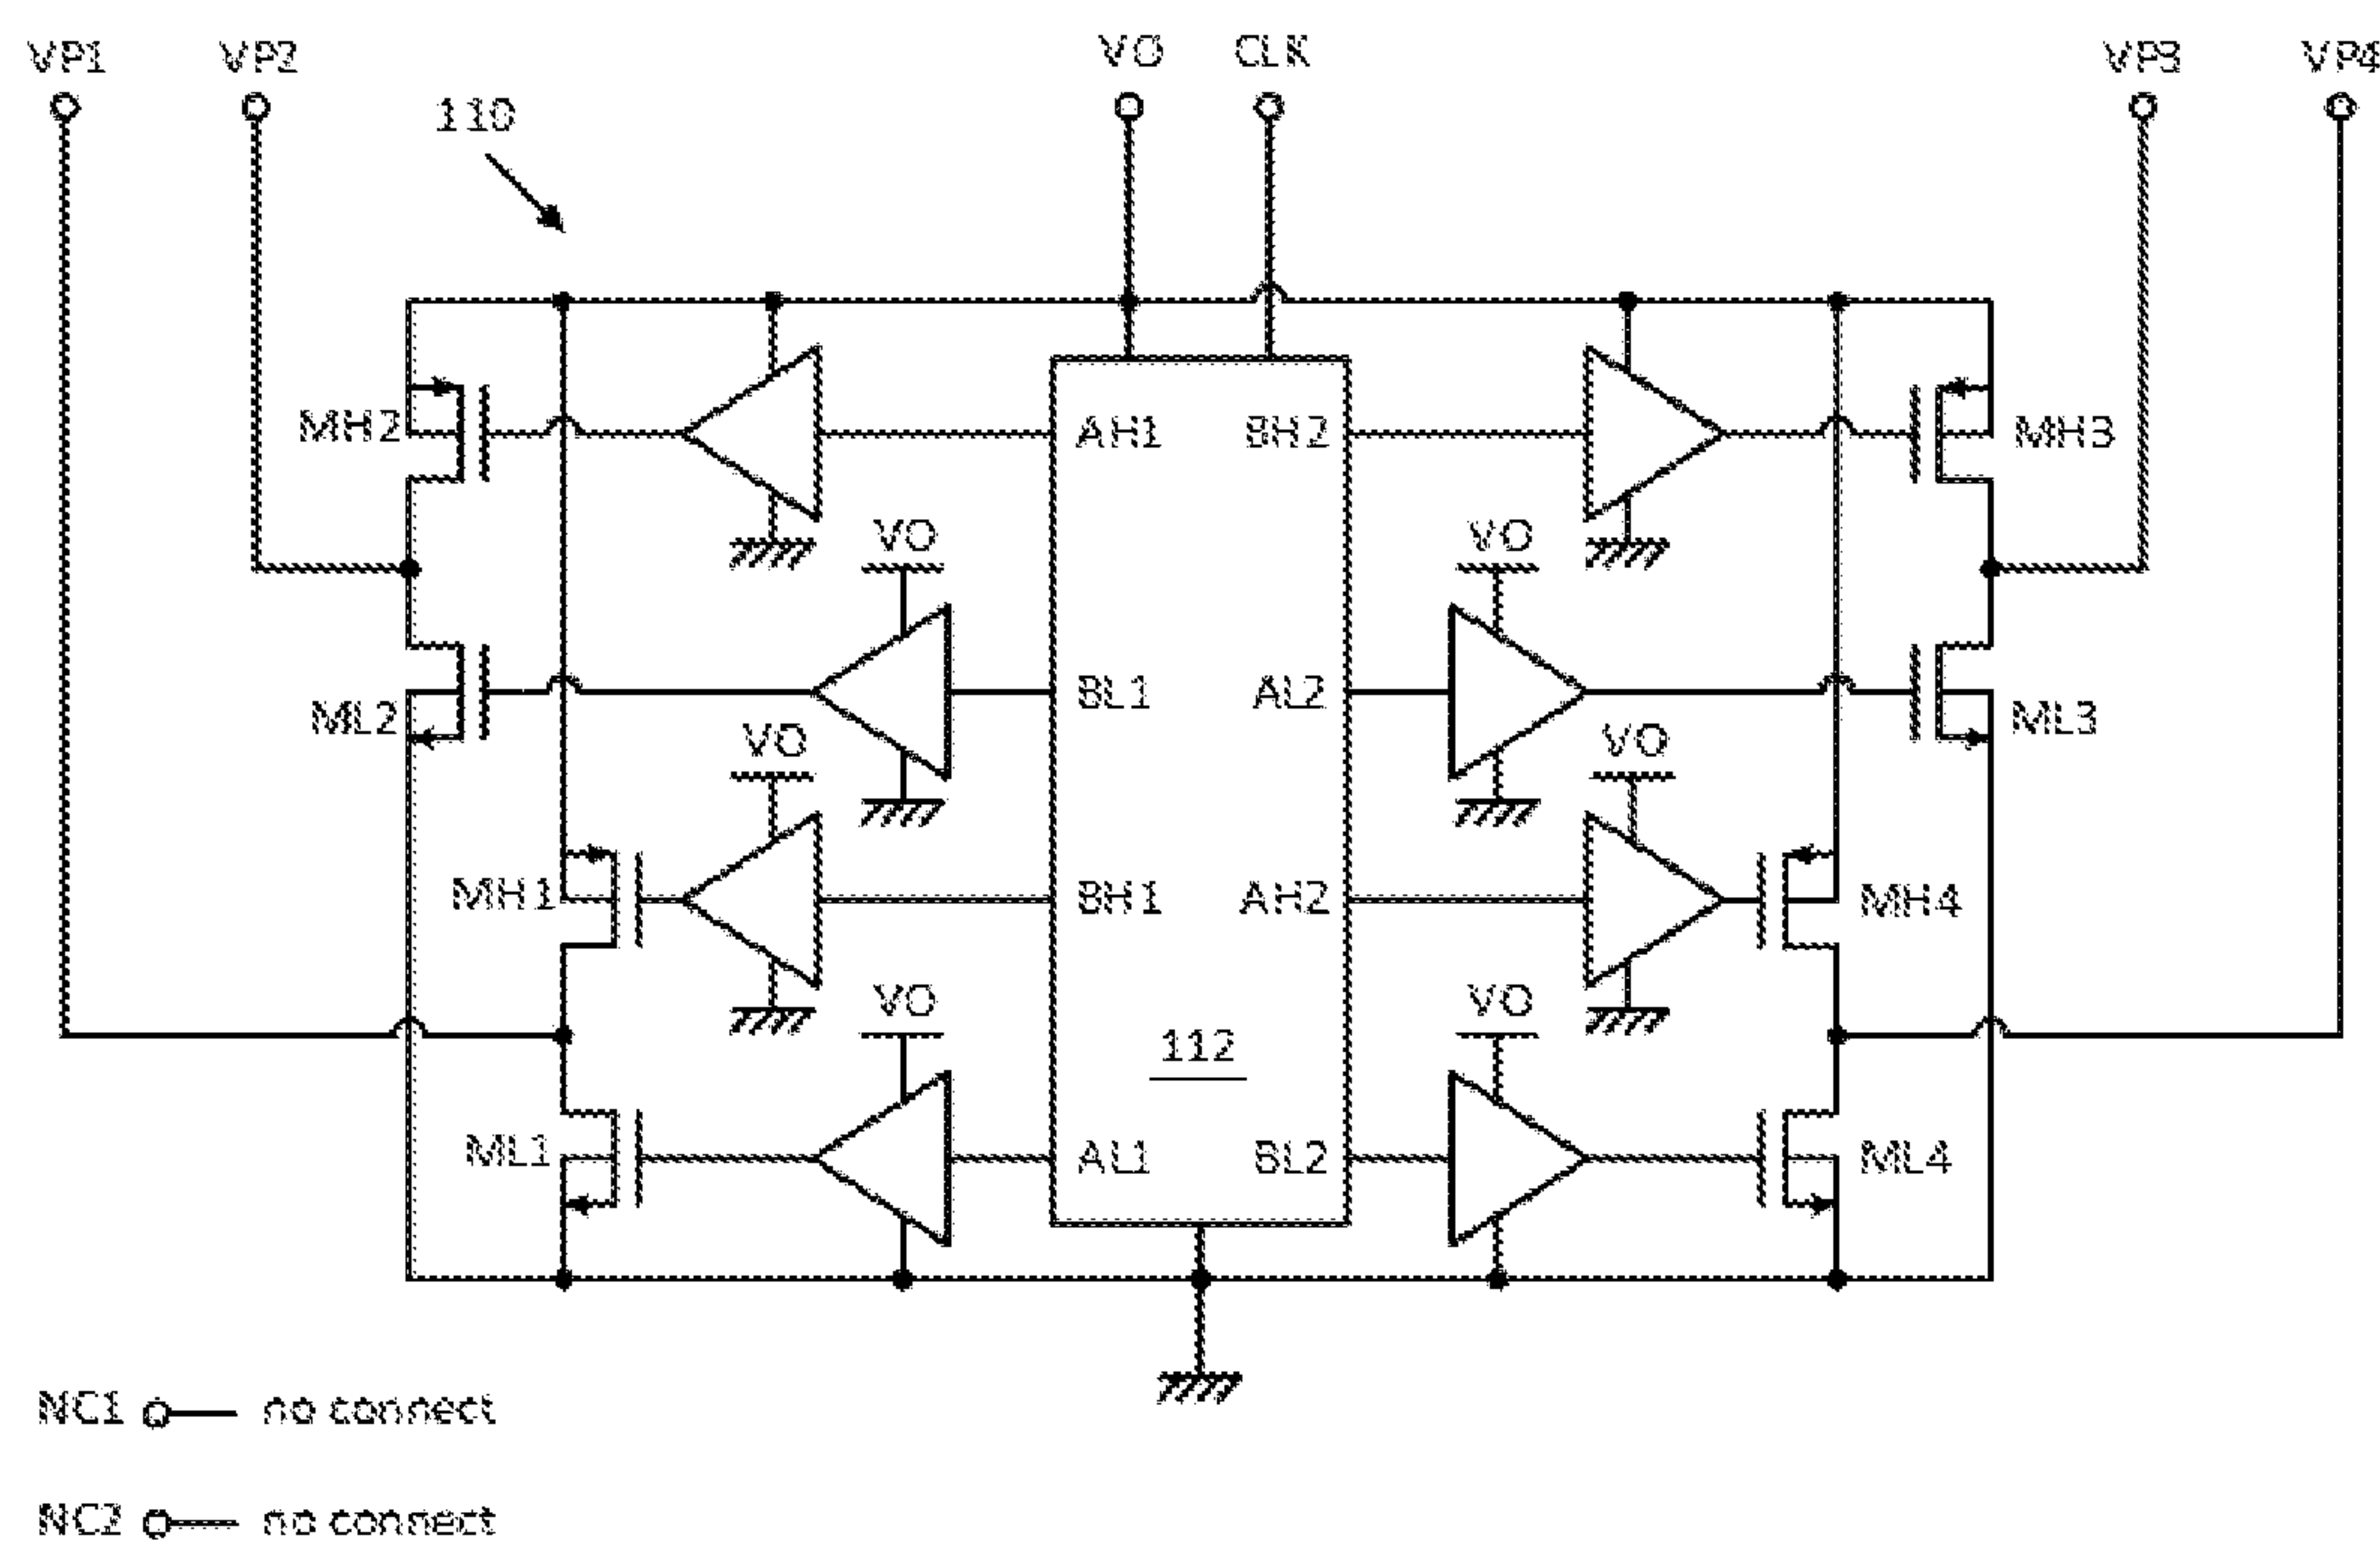 VP1 VP2 VO CLK VP3 VP4
110
MH2 AH1 BH2 MH3
VO VO
ML2 BL1 AL2 ML3
VO VO
MH1 BH1 AH2 MH4
VO VO
112
ML1 AL1 BL2 ML4
NC1 no connect
NC2 no connect